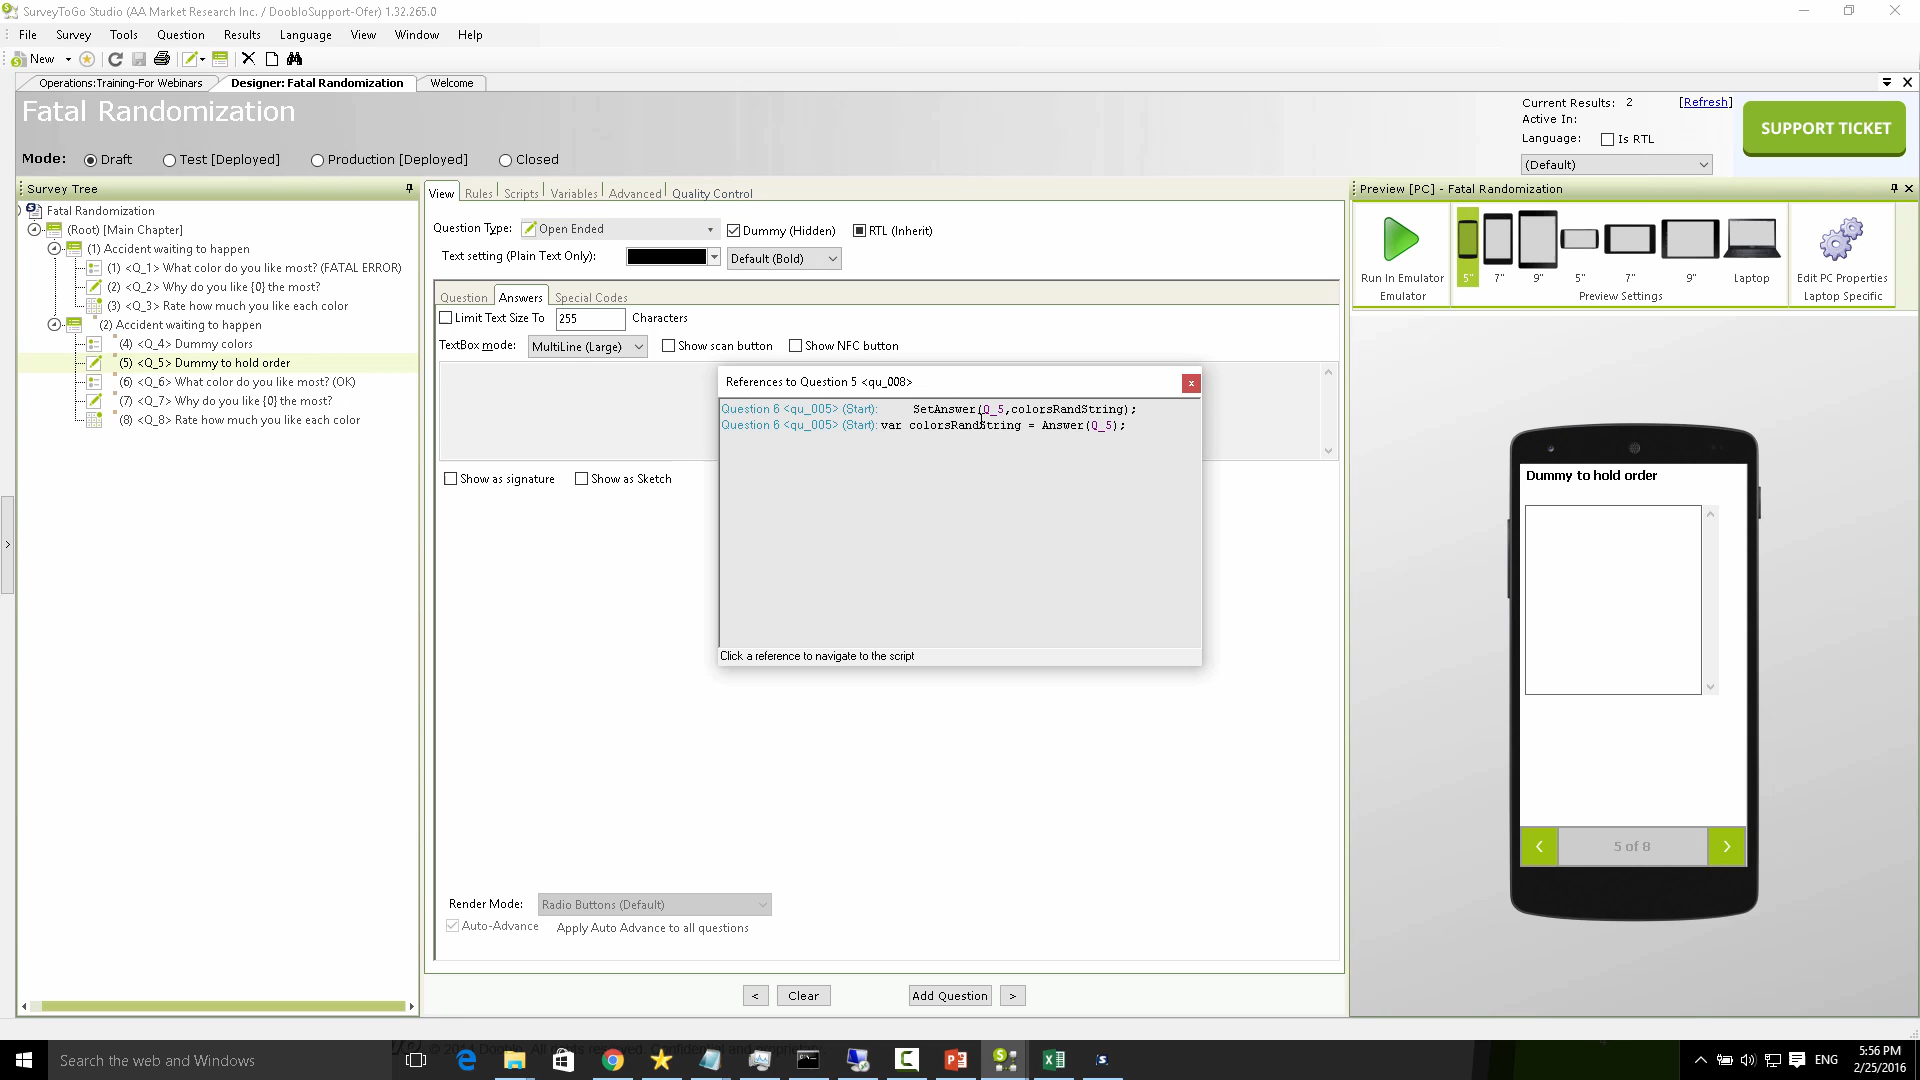 SurveyToGo Studio (AA Market Research Inc. / DoobloSupport-Ofer) 1.32.265.0
File Survey Tools Question Results Language View Window Help
New
Operations:Training-For Webinars Designer: Fatal Randomization Welcome
Fatal Randomization
Current Results: 2 [Refresh]
Active In:
Language: Is RTL
(Default)
SUPPORT TICKET
Mode: Draft Test [Deployed] Production [Deployed] Closed
Survey Tree
Fatal Randomization
(Root) [Main Chapter]
(1) Accident waiting to happen
(1) <Q_1> What color do you like most? (FATAL ERROR)
(2) <Q_2> Why do you like {0} the most?
(3) <Q_3> Rate how much you like each color
(2) Accident waiting to happen
(4) <Q_4> Dummy colors
(5) <Q_5> Dummy to hold order
(6) <Q_6> What color do you like most? (OK)
(7) <Q_7> Why do you like {0} the most?
(8) <Q_8> Rate how much you like each color
View Rules Scripts Variables Advanced Quality Control
Question Type: Open Ended Dummy (Hidden) RTL (Inherit)
Text setting (Plain Text Only): Default (Bold)
Question Answers Special Codes
Limit Text Size To 255 Characters
TextBox mode: MultiLine (Large) Show scan button Show NFC button
References to Question 5 <qu_008>
x
Question 6 <qu_005> (Start): SetAnswer(Q_5,colorsRandString);
Question 6 <qu_005> (Start): var colorsRandString = Answer(Q_5);
Click a reference to navigate to the script
Show as signature Show as Sketch
Render Mode: Radio Buttons (Default)
Auto-Advance Apply Auto Advance to all questions
< Clear Add Question >
Preview [PC] - Fatal Randomization
Run In Emulator
Emulator
5" 7" 9" 5" 7" 9" Laptop
Preview Settings
Edit PC Properties
Laptop Specific
Dummy to hold order
5 of 8
Search the web and Windows
ENG
5:56 PM
2/25/2016